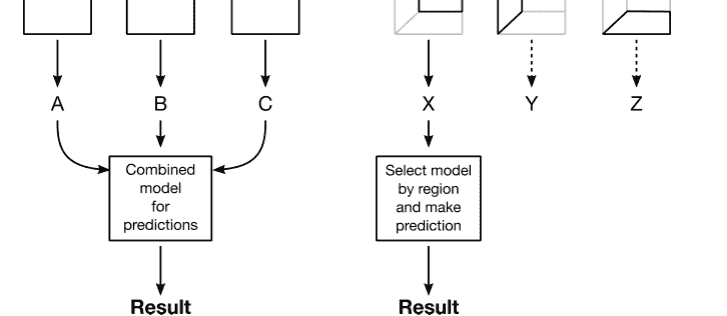 A
B
C
X
Y
Z
Combined
model
for
predictions
Select model
by region
and make
prediction
Result
Result